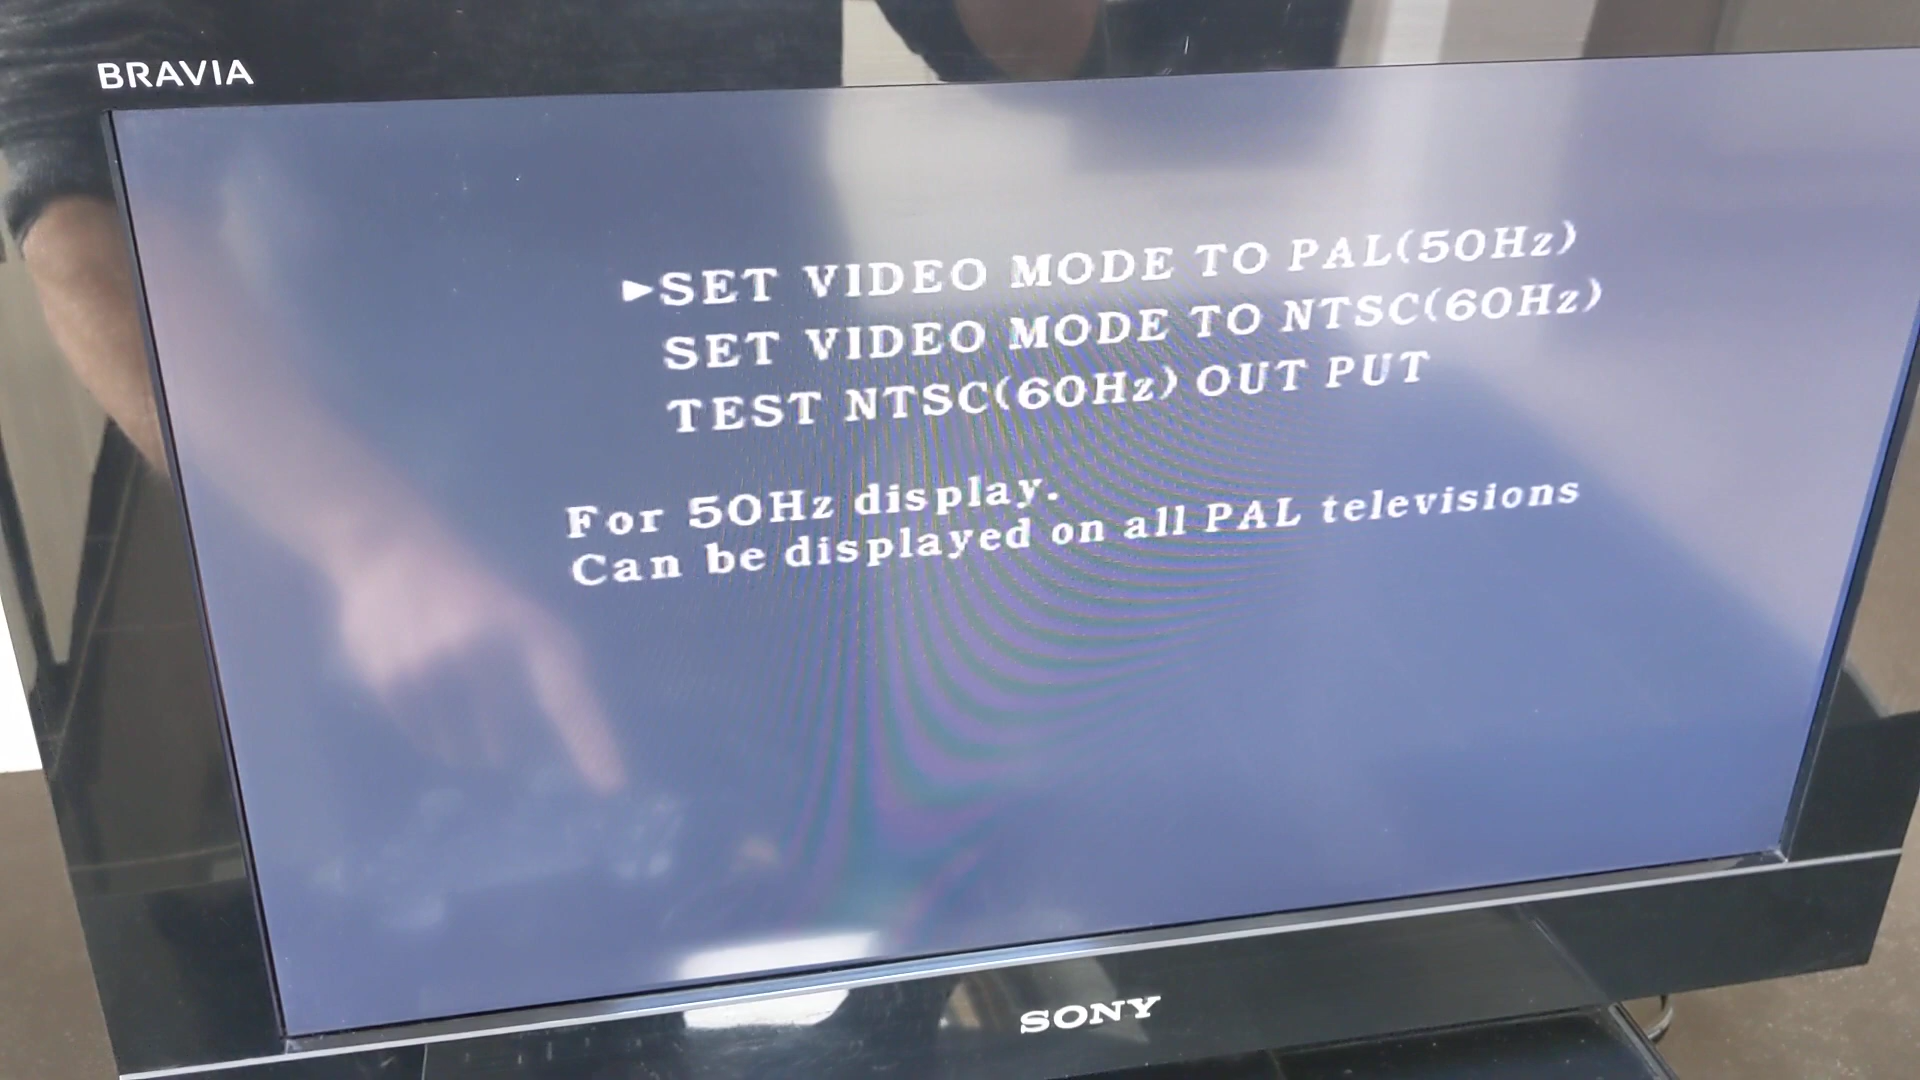 BRAVIA
►SET VIDEO MODE TO PAL(50Hz)
SET VIDEO MODE TO NTSC(60Hz)
TEST NTSC(60Hz) OUT PUT
For 50Hz display.
Can be displayed on all PAL televisions
SONY